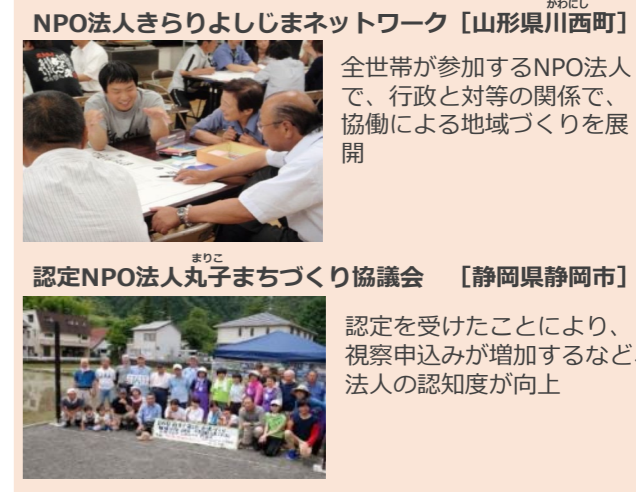 かわにし
NPO法人きらりよしじまネットワーク［山形県川西町］
全世帯が参加するNPO法人
で、行政と対等の関係で、
協働による地域づくりを展
開
まりこ
認定NPO法人丸子まちづくり協議会　［静岡県静岡市］
認定を受けたことにより、
視察申込みが増加するなど、
法人の認知度が向上